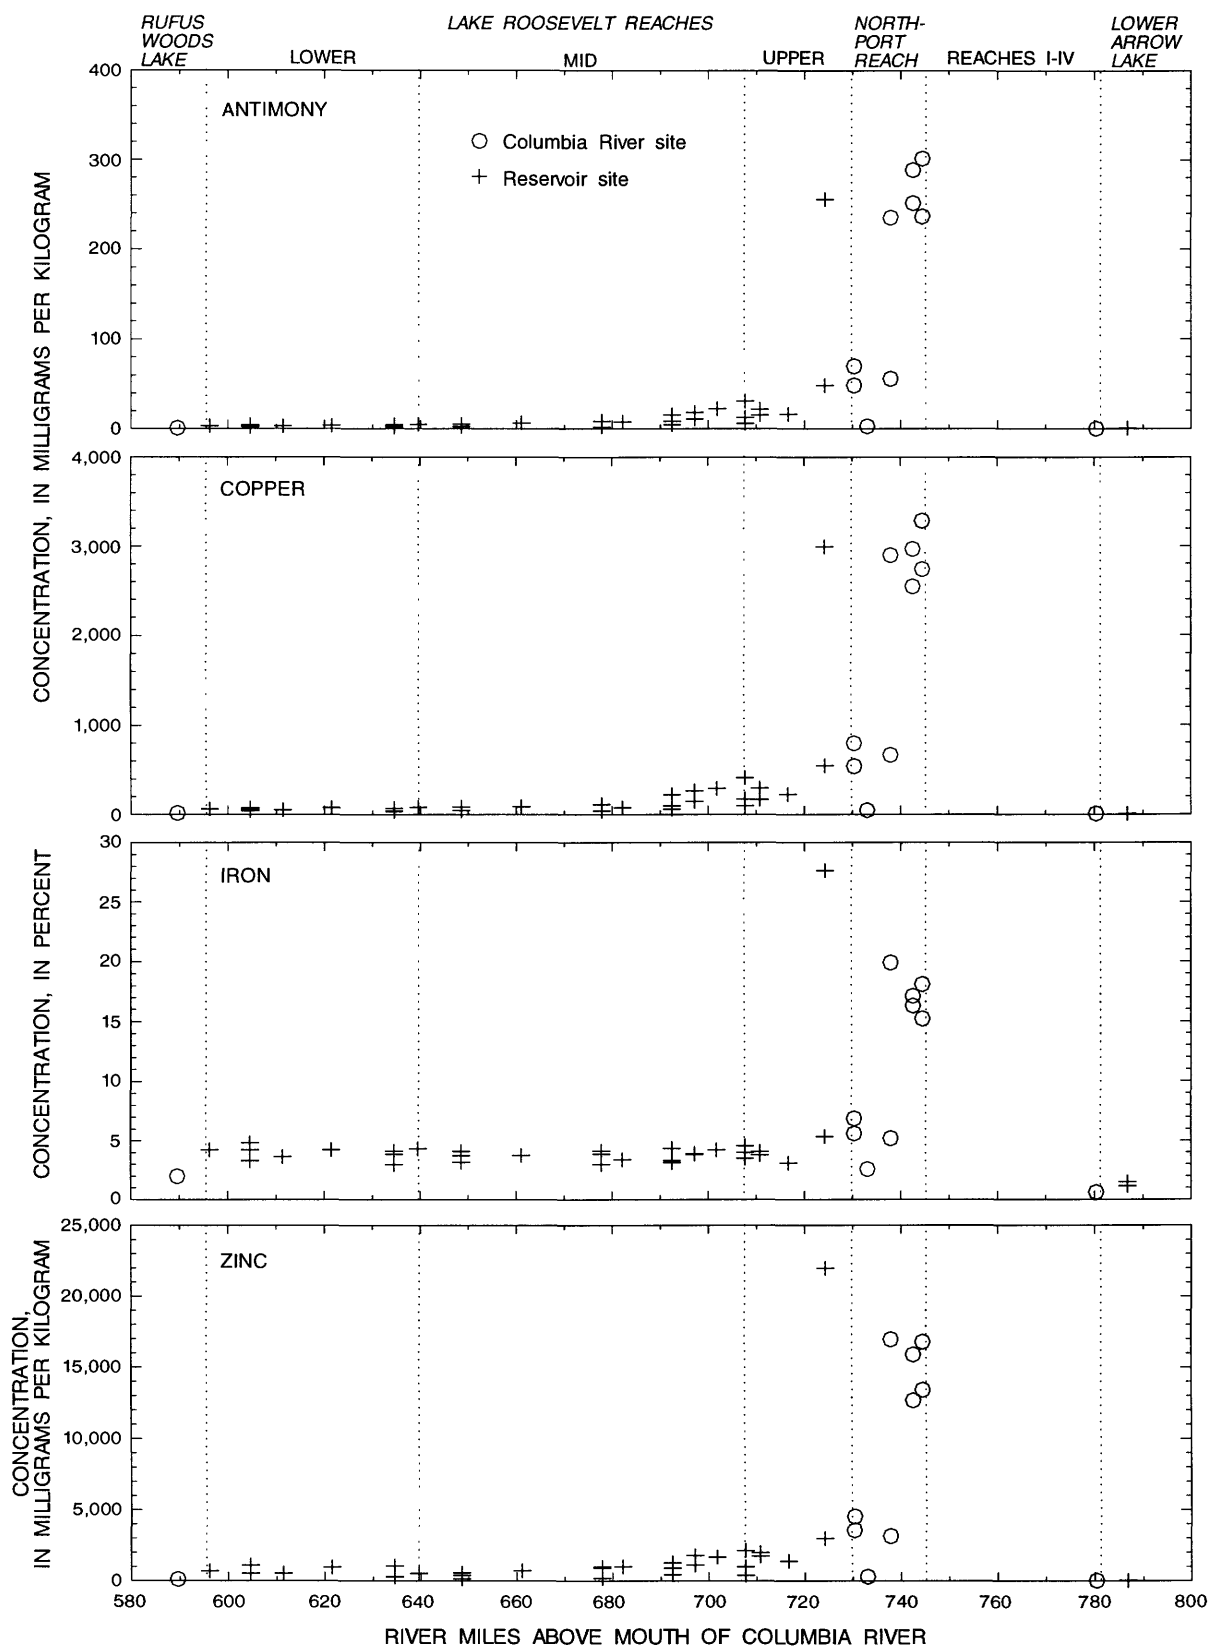 RUFUS
WOODS
LAKE
LAKE ROOSEVELT REACHES
LOWER
MID
UPPER
NORTH-
PORT
REACH
REACHES I-IV
LOWER
ARROW
LAKE
CONCENTRATION, IN MILLIGRAMS PER KILOGRAM
400
300
200
100
0
ANTIMONY
Columbia River site
Reservoir site
4,000
3,000
2,000
1,000
0
COPPER
CONCENTRATION, IN PERCENT
30
25
20
15
10
5
0
IRON
CONCENTRATION,
IN MILLIGRAMS PER KILOGRAM
25,000
20,000
15,000
10,000
5,000
0
ZINC
580 600 620 640 660 680 700 720 740 760 780 800
RIVER MILES ABOVE MOUTH OF COLUMBIA RIVER